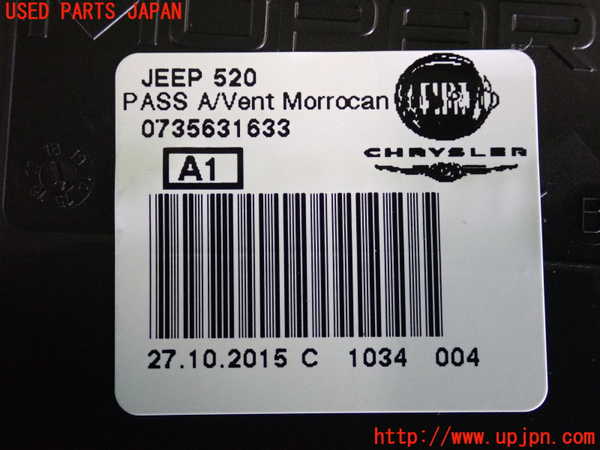 USED PARTS JAPAN
MOPAR
JEEP 520
PASS A/Vent Morrocan
0735631633
A1
CHRYSLER
27.10.2015 C 1034 004
http://www.upjpn.com/